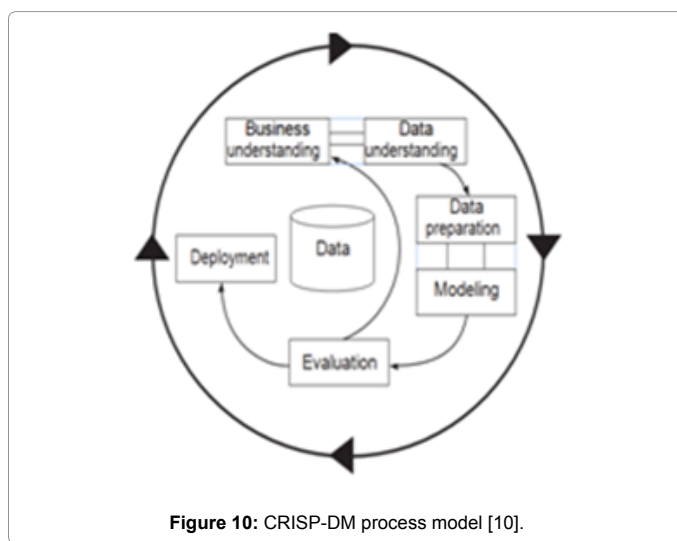 Business
understanding
Data
understanding
Data
preparation
Modeling
Evaluation
Deployment
Data
Figure 10: CRISP-DM process model [10].